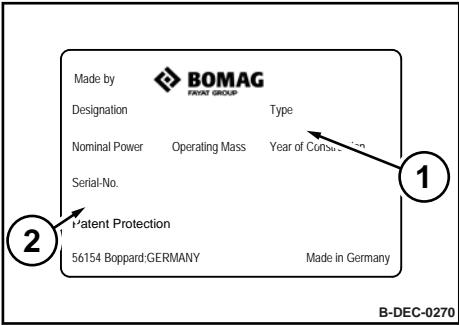 Made by BOMAG
FAYAT GROUP
Designation Type
Nominal Power Operating Mass Year of Construction
1
Serial-No.
Patent Protection
2
56154 Boppard;GERMANY Made in Germany
B-DEC-0270